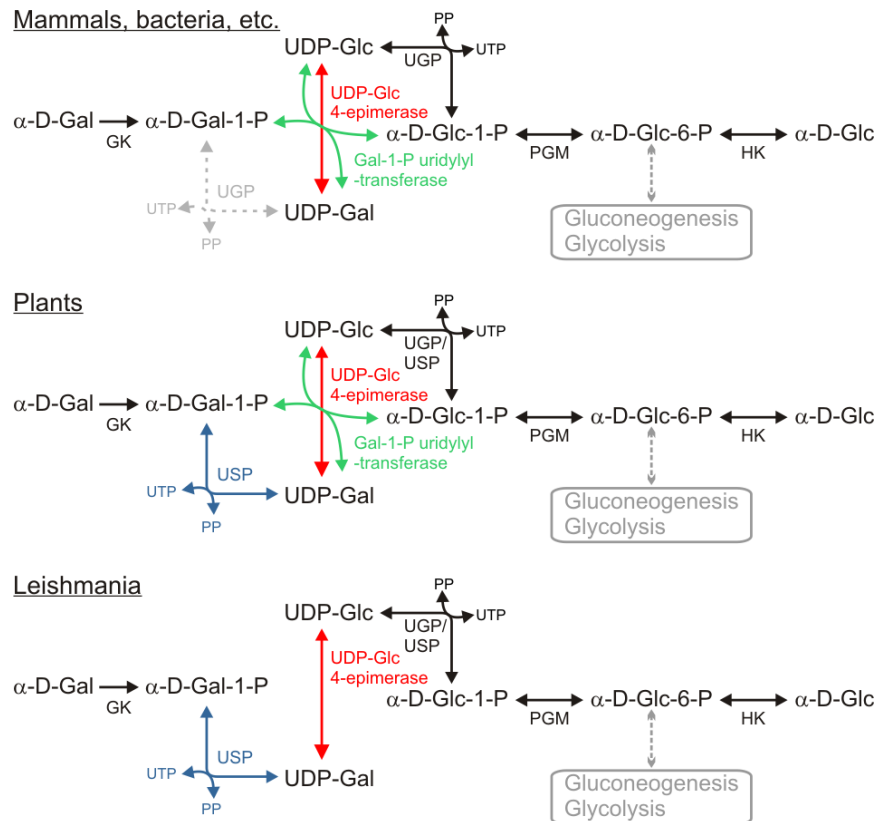 Mammals, bacteria, etc.
PP
UDP-Glc
UGP
UTP
UDP-Glc
4-epimerase
α-D-Gal
GK
α-D-Gal-1-P
α-D-Glc-1-P
PGM
α-D-Glc-6-P
HK
α-D-Glc
Gal-1-P uridylyl
-transferase
UGP
UTP
PP
UDP-Gal
Gluconeogenesis
Glycolysis
Plants
PP
UDP-Glc
UGP/
USP
UTP
UDP-Glc
4-epimerase
α-D-Gal
GK
α-D-Gal-1-P
α-D-Glc-1-P
PGM
α-D-Glc-6-P
HK
α-D-Glc
Gal-1-P uridylyl
-transferase
USP
UTP
PP
UDP-Gal
Gluconeogenesis
Glycolysis
Leishmania
PP
UDP-Glc
UGP/
USP
UTP
UDP-Glc
4-epimerase
α-D-Gal
GK
α-D-Gal-1-P
α-D-Glc-1-P
PGM
α-D-Glc-6-P
HK
α-D-Glc
USP
UTP
PP
UDP-Gal
Gluconeogenesis
Glycolysis